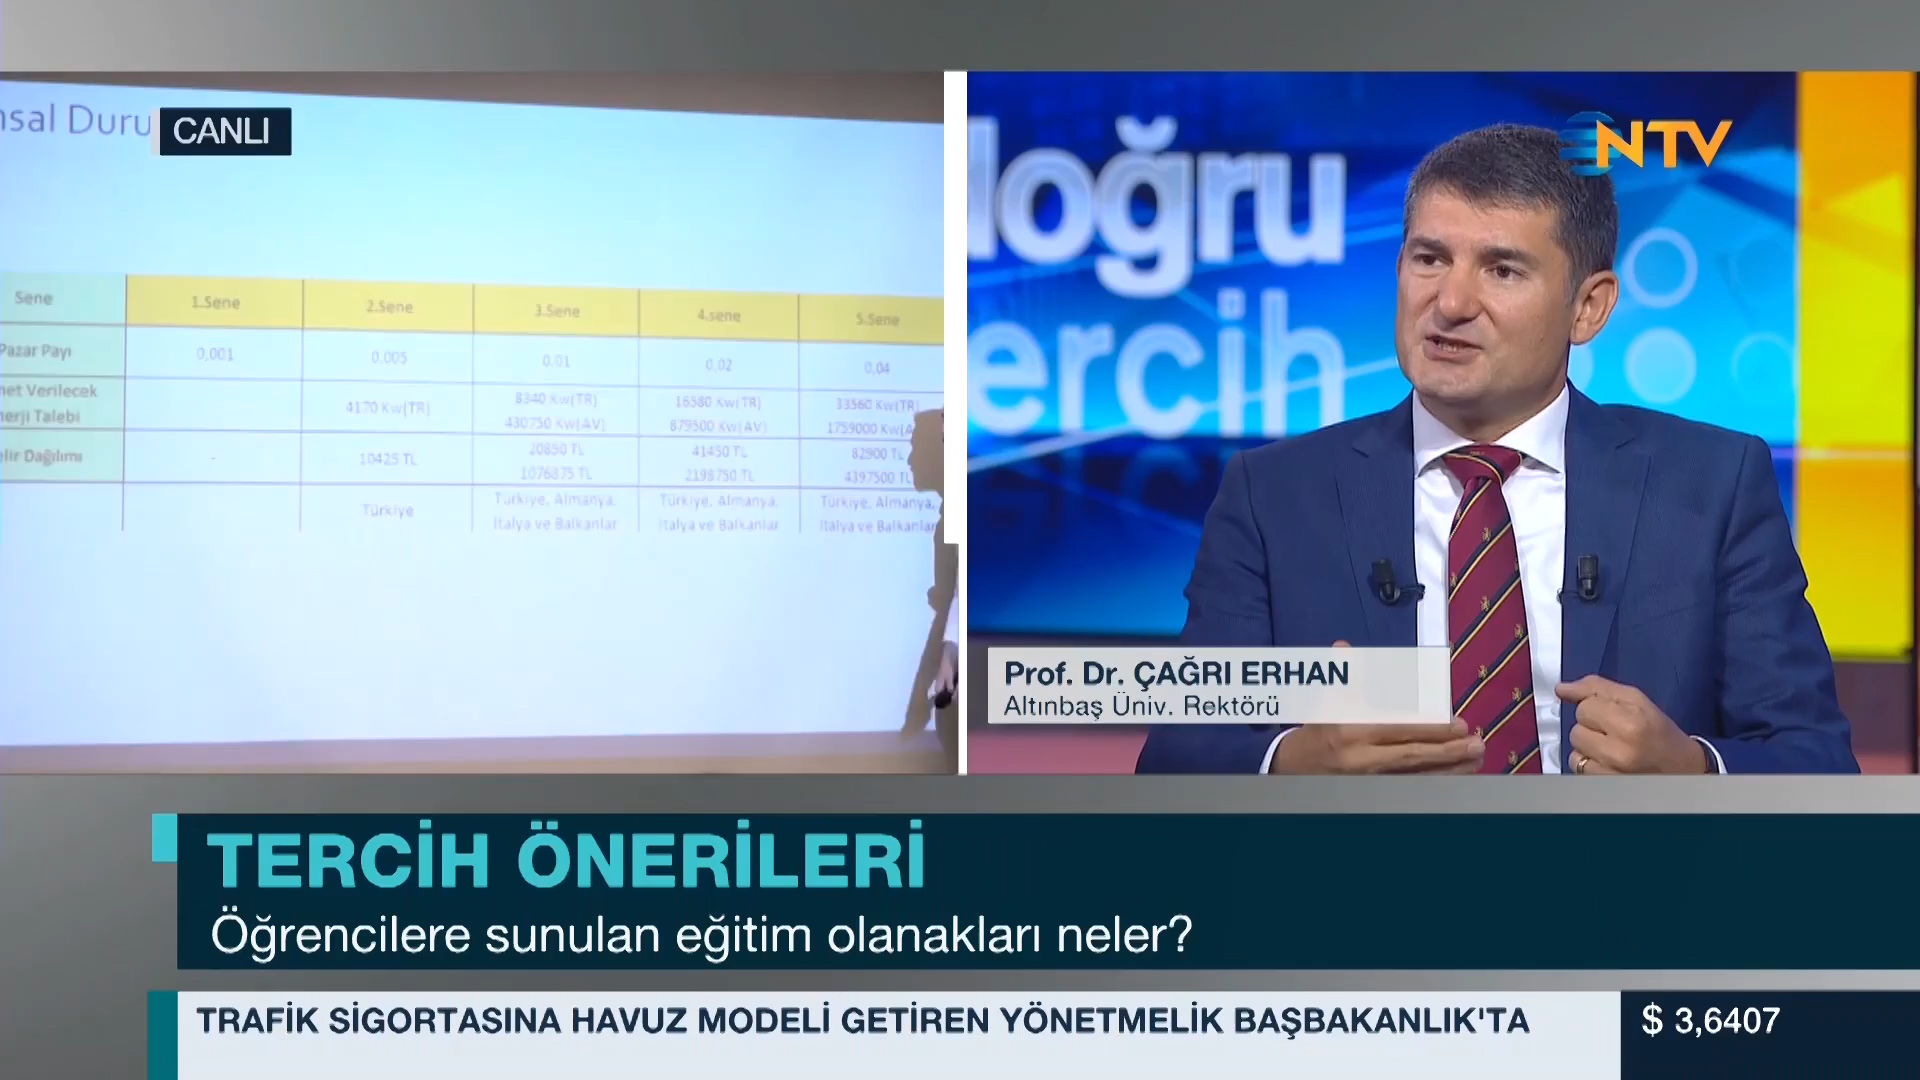 nsal Duru
CANLI
Sene 1.Sene 2.Sene 3.Sene 4.sene 5.Sene
Pazar Payı 0,001 0,005 0,01 0,02 0,04
met Verilecek
nerji Talebi
4170 Kw(TR)
8340 Kw(TR) 16580 Kw(TR) 33560 Kw(TR)
430750 Kw(AV) 879500 Kw(AV) 1759000 Kw(A
elir Dağılımı
10425 TL
20850 TL 41450 TL 82900 TL
1076875 TL 2198750 TL 4397500 TL
Türkiye
Türkiye, Almanya, Türkiye, Almanya, Türkiye, Almanya,
İtalya ve Balkanlar İtalya ve Balkanlar İtalya ve Balkanlar
doğru
tercih
NTV
Prof. Dr. ÇAĞRI ERHAN
Altınbaş Üniv. Rektörü
TERCİH ÖNERİLERİ
Öğrencilere sunulan eğitim olanakları neler?
TRAFİK SİGORTASINA HAVUZ MODELİ GETİREN YÖNETMELİK BAŞBAKANLIK'TA
$ 3,6407